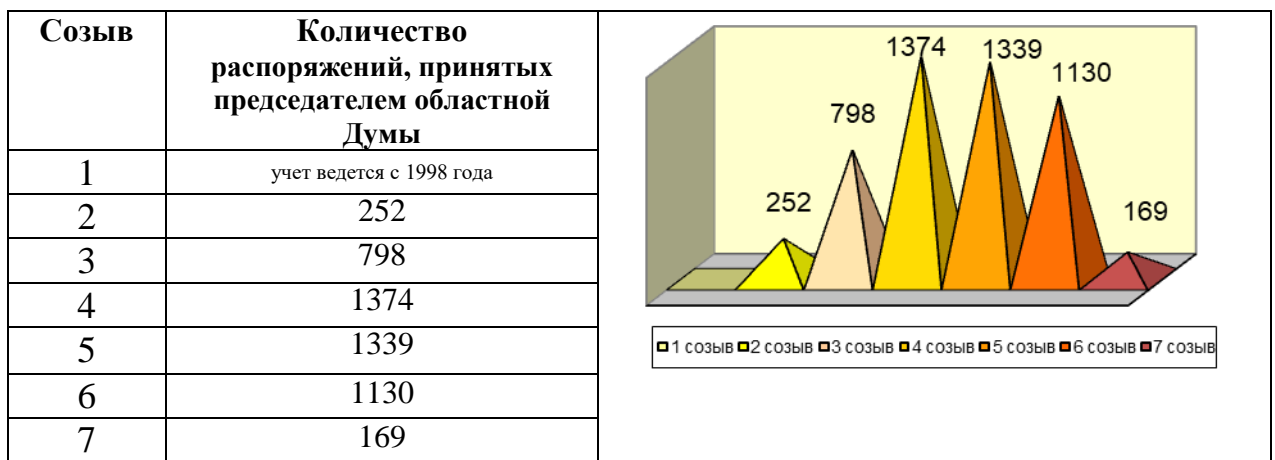 Созыв
Количество
распоряжений, принятых
председателем областной
Думы
1
учет ведется с 1998 года
2
252
3
798
4
1374
5
1339
6
1130
7
169
252
798
1374
1339
1130
169
1 созыв 2 созыв 3 созыв 4 созыв 5 созыв 6 созыв 7 созыв